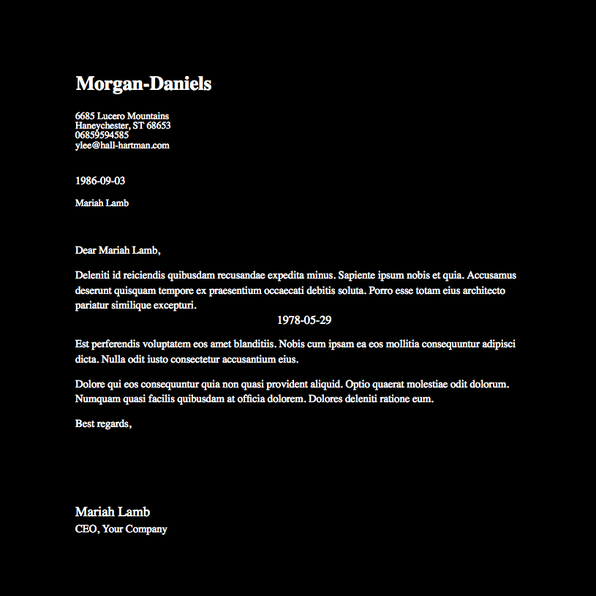 Morgan-Daniels
6685 Lucero Mountains
Haneychester, ST 68653
06859594585
ylee@hall-hartman.com
1986-09-03
Mariah Lamb
Dear Mariah Lamb,
Deleniti id reiciendis quibusdam recusandae expedita minus. Sapiente ipsum nobis et quia. Accusamus
deserunt quisquam tempore ex praesentium occaecati debitis soluta. Porro esse totam eius architecto
pariatur similique excepturi.
1978-05-29
Est perferendis voluptatem eos amet blanditiis. Nobis cum ipsam ea eos mollitia consequuntur adipisci
dicta. Nulla odit iusto consectetur accusantium eius.
Dolore qui eos consequuntur quia non quasi provident aliquid. Optio quaerat molestiae odit dolorum.
Numquam quasi facilis quibusdam at officia dolorem. Dolores deleniti ratione eum.
Best regards,
Mariah Lamb
CEO, Your Company